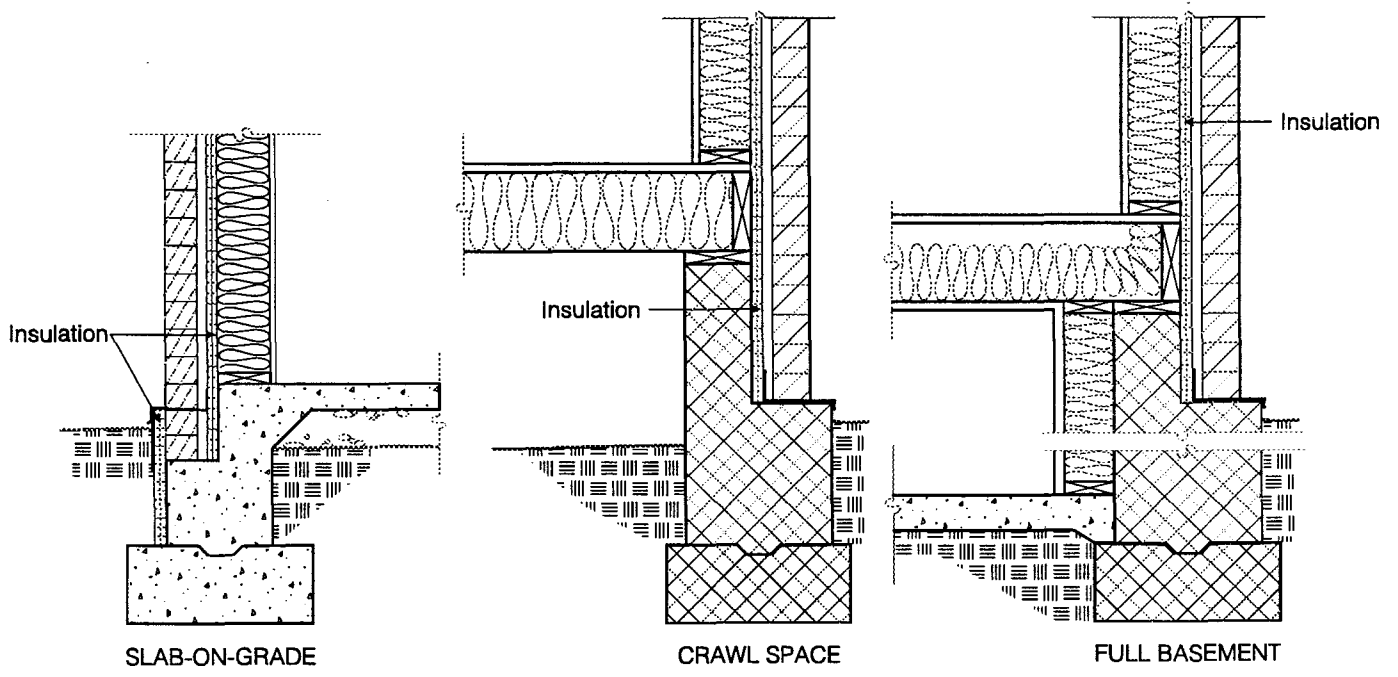 Insulation
Insulation
Insulation
SLAB-ON-GRADE
CRAWL SPACE
FULL BASEMENT